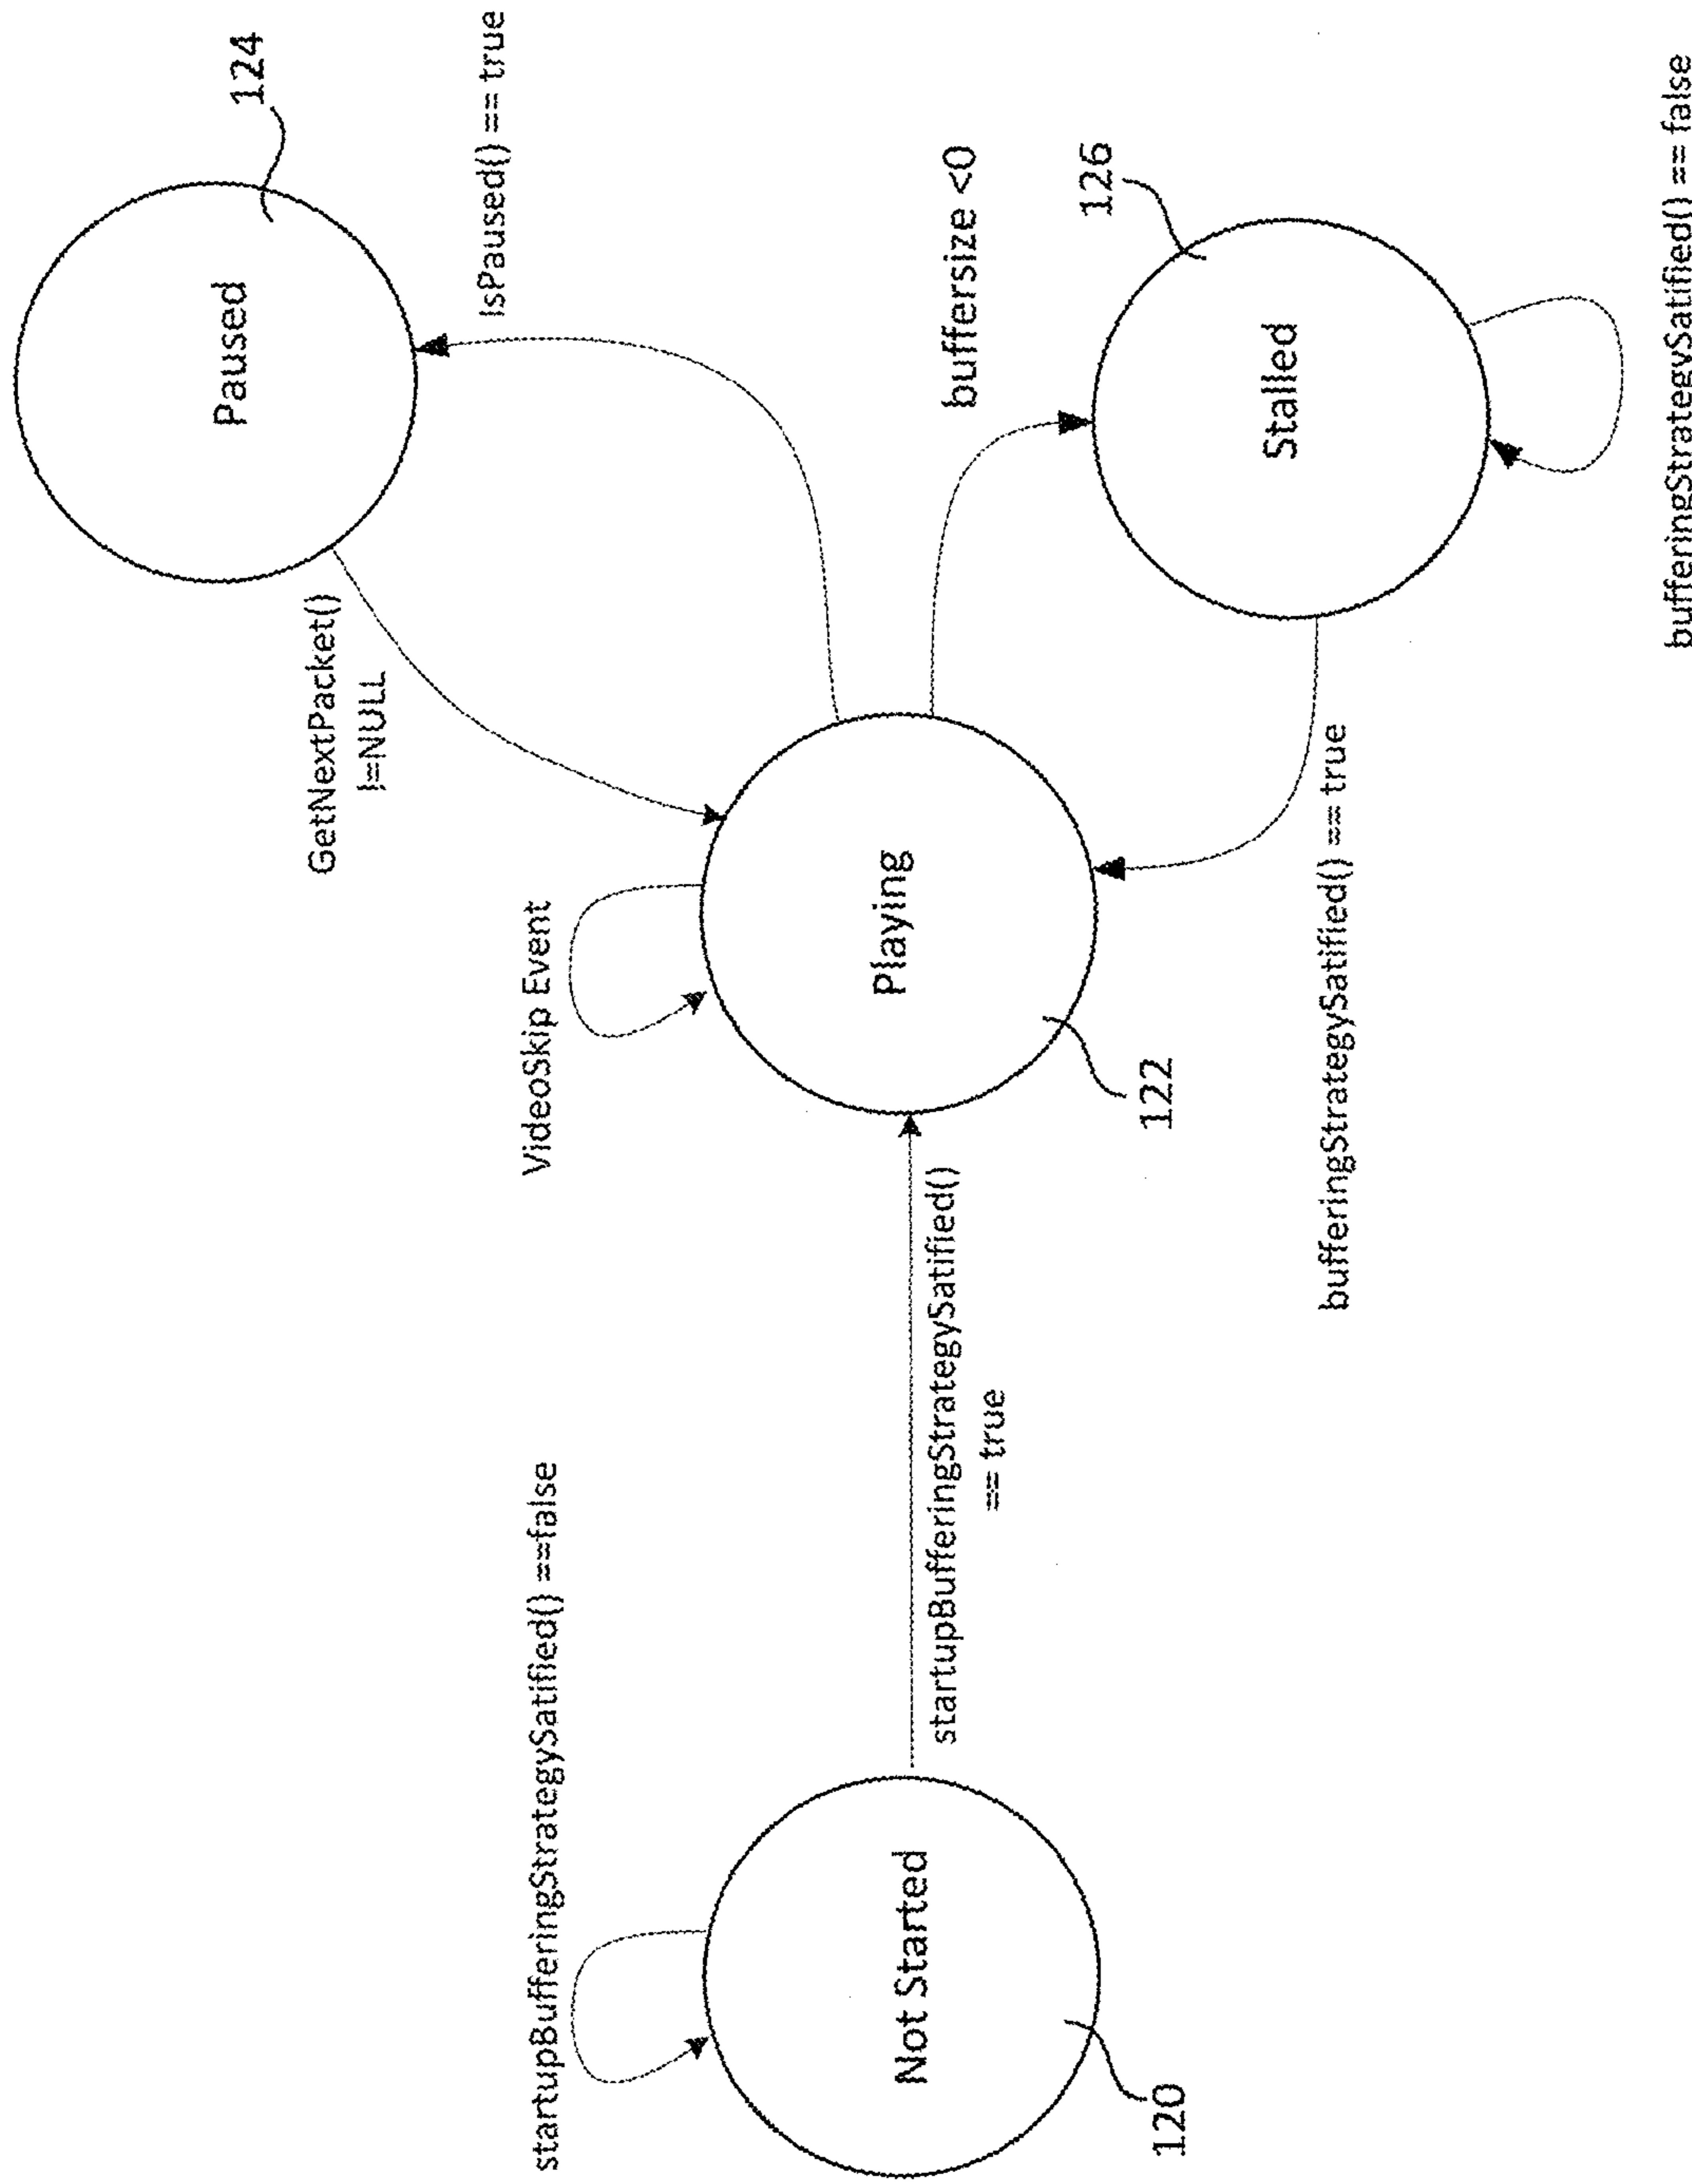 124
Paused
IsPaused() == true
GetNextPacket()
!=NULL
VideoSkip Event
Playing
122
buffersize <0
126
Stalled
bufferingStrategySatified() == true
bufferingStrategySatified() == false
startupBufferingStrategySatified() ==false
startupBufferingStrategySatified()
== true
Not Started
120